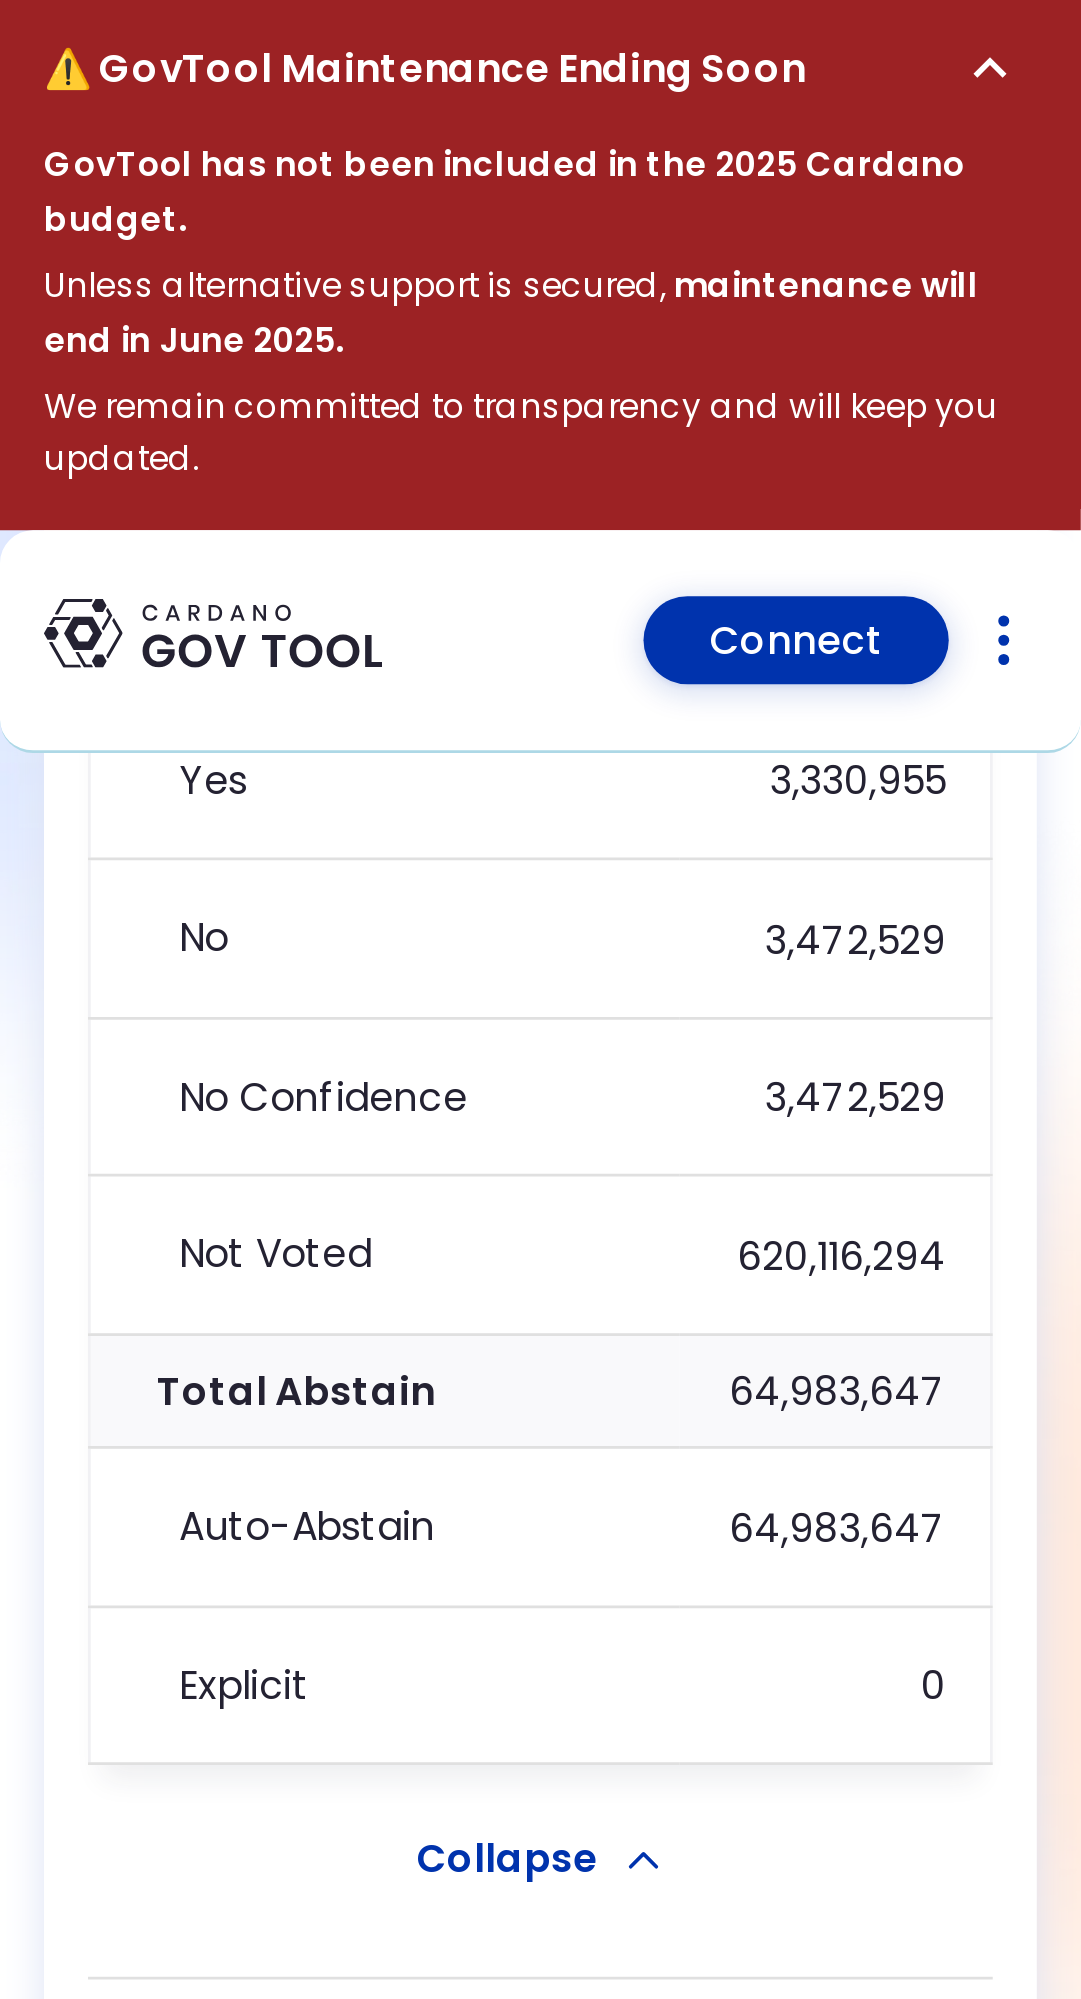 ⚠️ GovTool Maintenance Ending Soon
GovTool has not been included in the 2025 Cardano
budget.
Unless alternative support is secured, maintenance will
end in June 2025.
We remain committed to transparency and will keep you
updated.
CARDANO
GOV TOOL
Connect
Yes 3,330,955
No 3,472,529
No Confidence 3,472,529
Not Voted 620,116,294
Total Abstain 64,983,647
Auto-Abstain 64,983,647
Explicit 0
Collapse